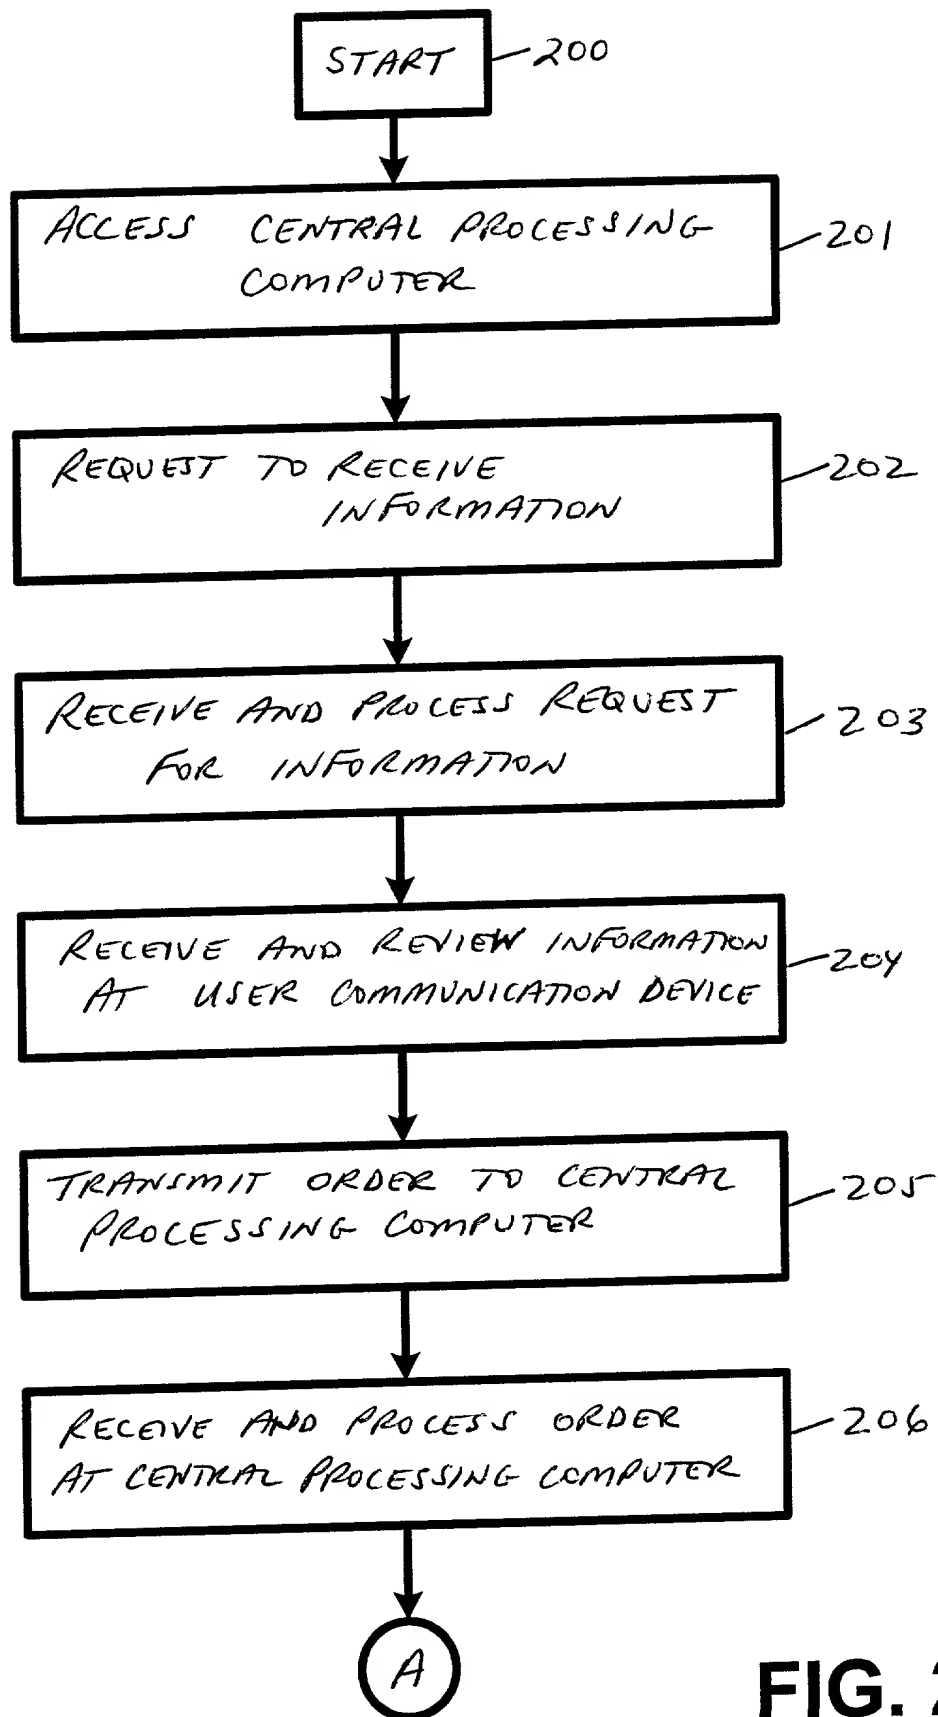 START
200
ACCESS CENTRAL PROCESSING
COMPUTER
201
REQUEST TO RECEIVE
INFORMATION
202
RECEIVE AND PROCESS REQUEST
FOR INFORMATION
203
RECEIVE AND REVIEW INFORMATION
AT USER COMMUNICATION DEVICE
204
TRANSMIT ORDER TO CENTRAL
PROCESSING COMPUTER
205
RECEIVE AND PROCESS ORDER
AT CENTRAL PROCESSING COMPUTER
206
A
FIG.